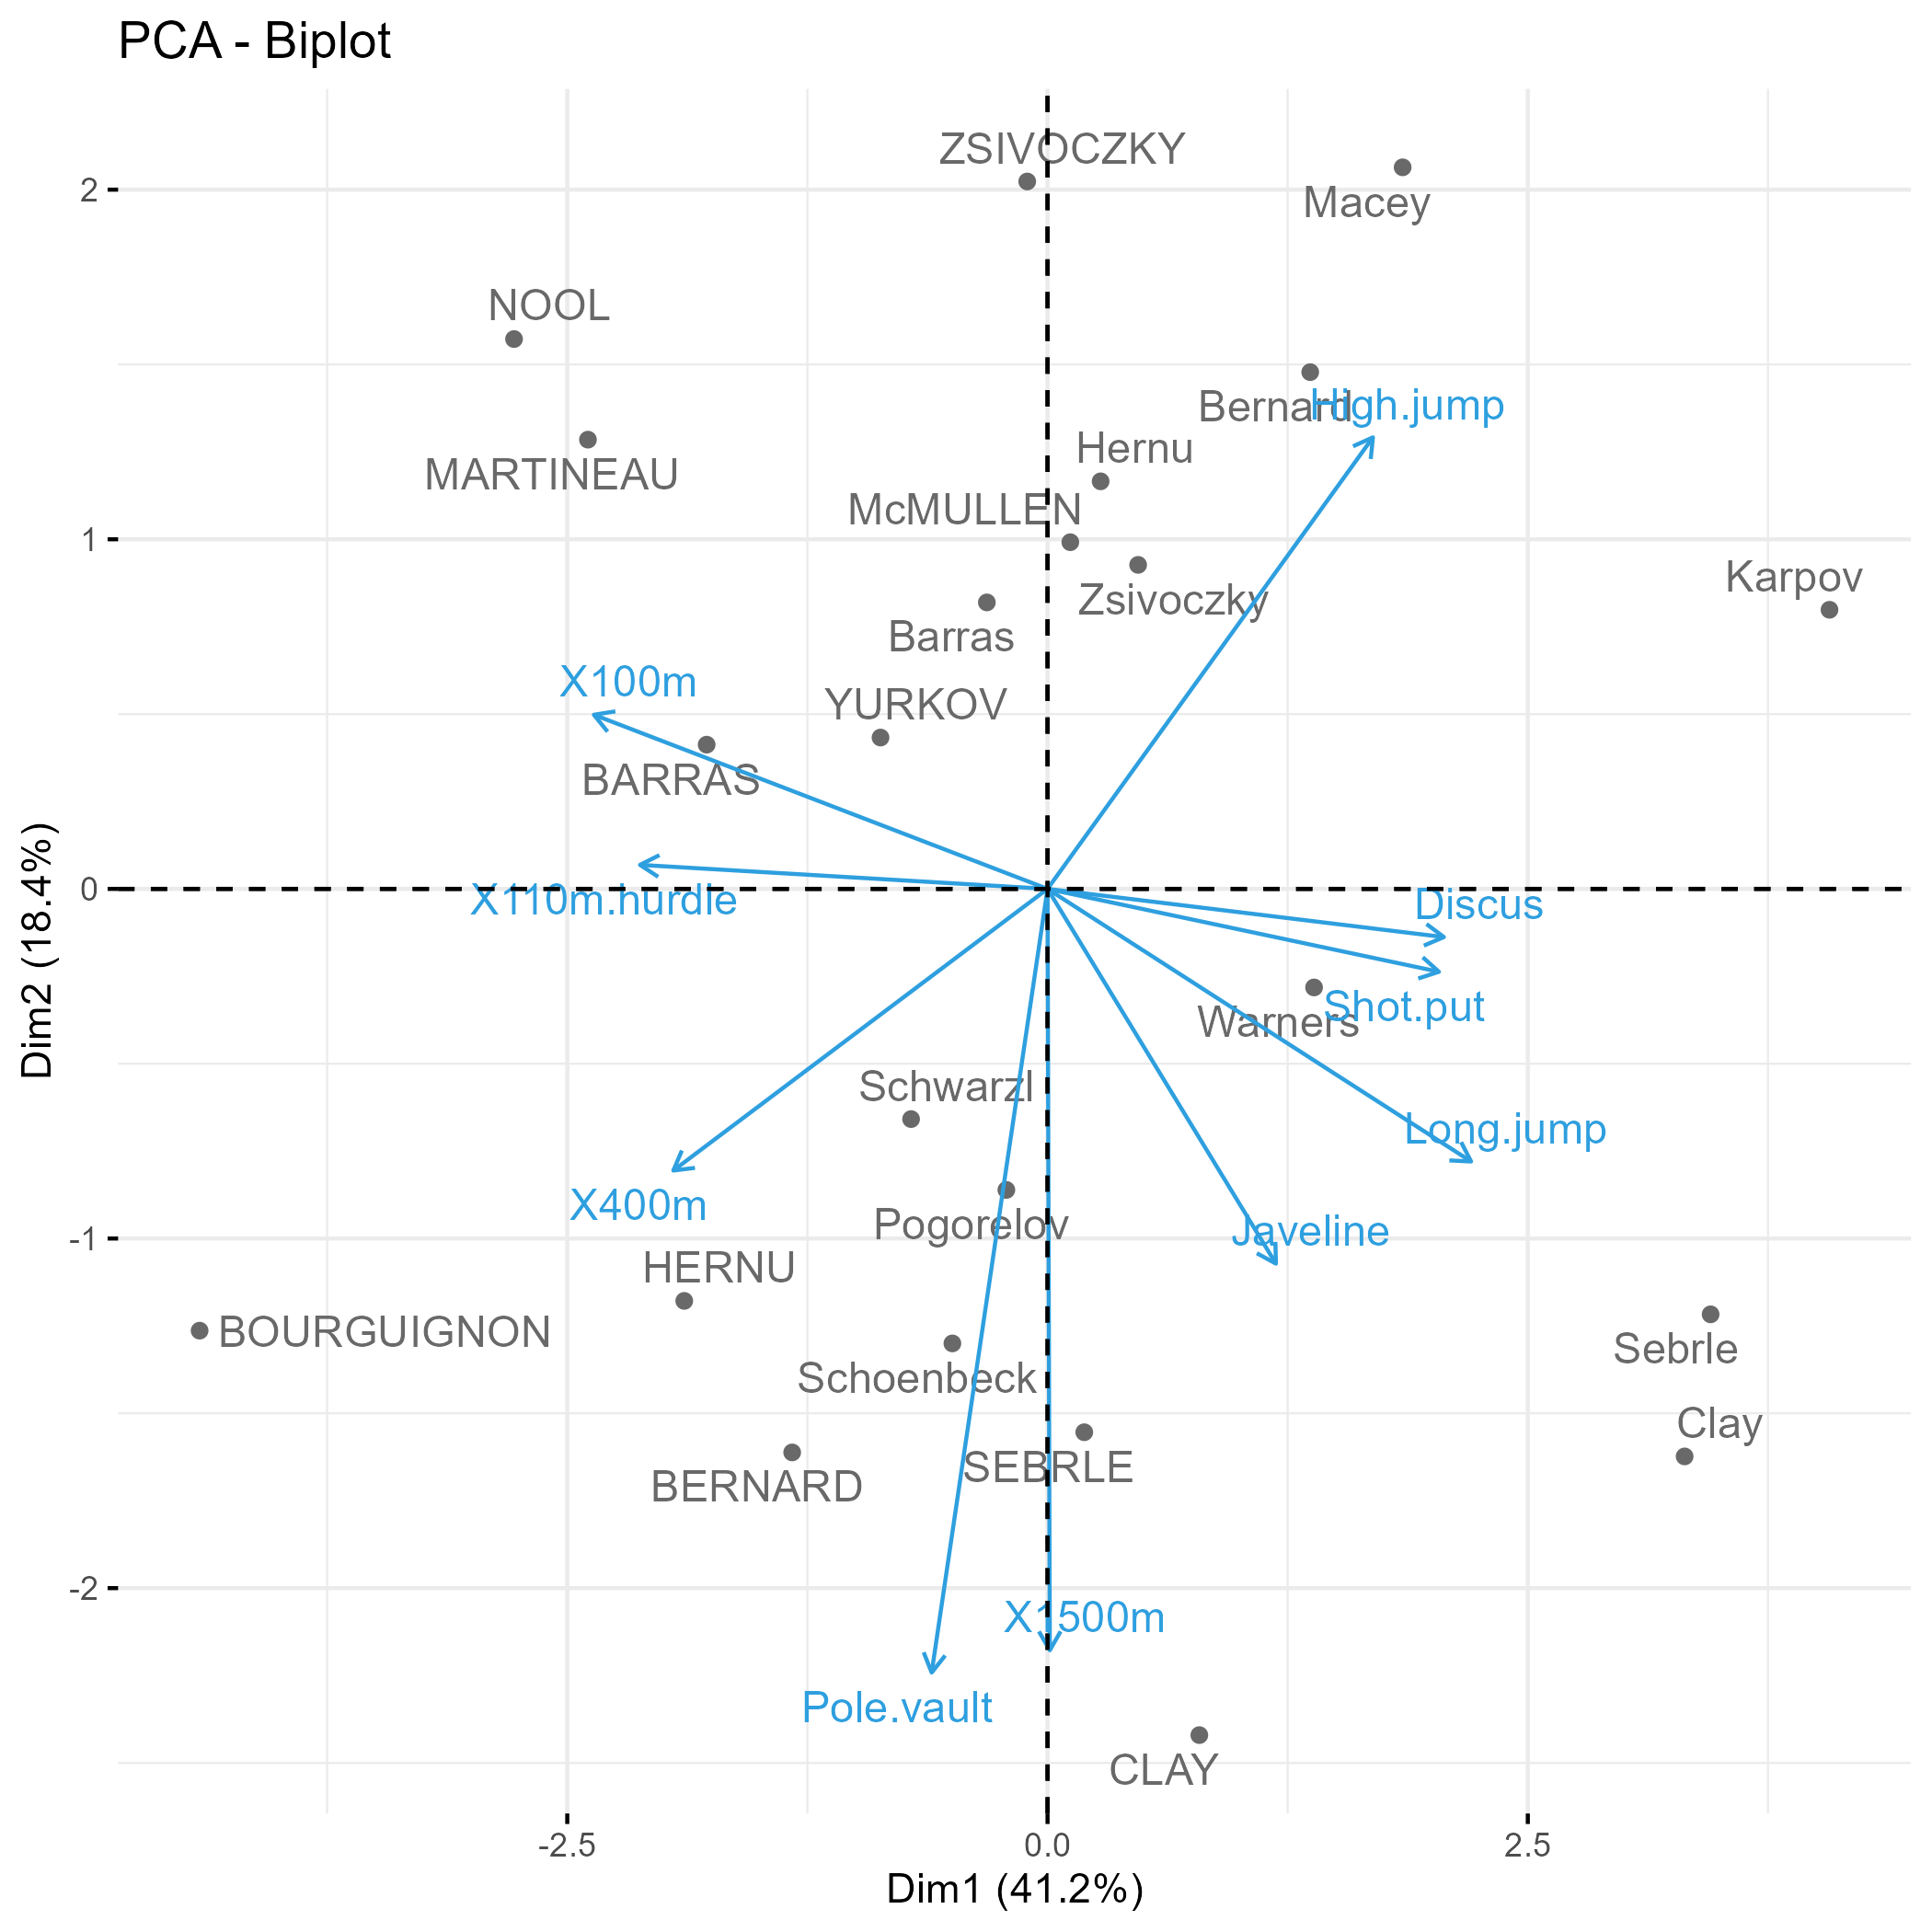 PCA - Biplot
ZSIVOCZKY
Macey
2
NOOL
Bernard
High.jump
Hernu
MARTINEAU
McMULLEN
1
Karpov
Zsivoczky
Barras
X100m
YURKOV
BARRAS
0
X110m.hurdle
Discus
Shot.put
Warners
Schwarzl
Long.jump
X400m
Pogorelov
Javeline
-1
HERNU
BOURGUIGNON
Sebrle
Schoenbeck
Clay
SEBRLE
BERNARD
-2
X1500m
Pole.vault
CLAY
-2.5
0.0
2.5
Dim1 (41.2%)
Dim2 (18.4%)